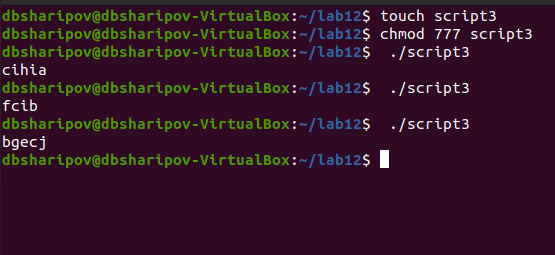 dbsharipov@dbsharipov-VirtualBox:~/lab12$ touch script3
dbsharipov@dbsharipov-VirtualBox:~/lab12$ chmod 777 script3
dbsharipov@dbsharipov-VirtualBox:~/lab12$  ./script3
cihia
dbsharipov@dbsharipov-VirtualBox:~/lab12$  ./script3
fcib
dbsharipov@dbsharipov-VirtualBox:~/lab12$  ./script3
bgecj
dbsharipov@dbsharipov-VirtualBox:~/lab12$